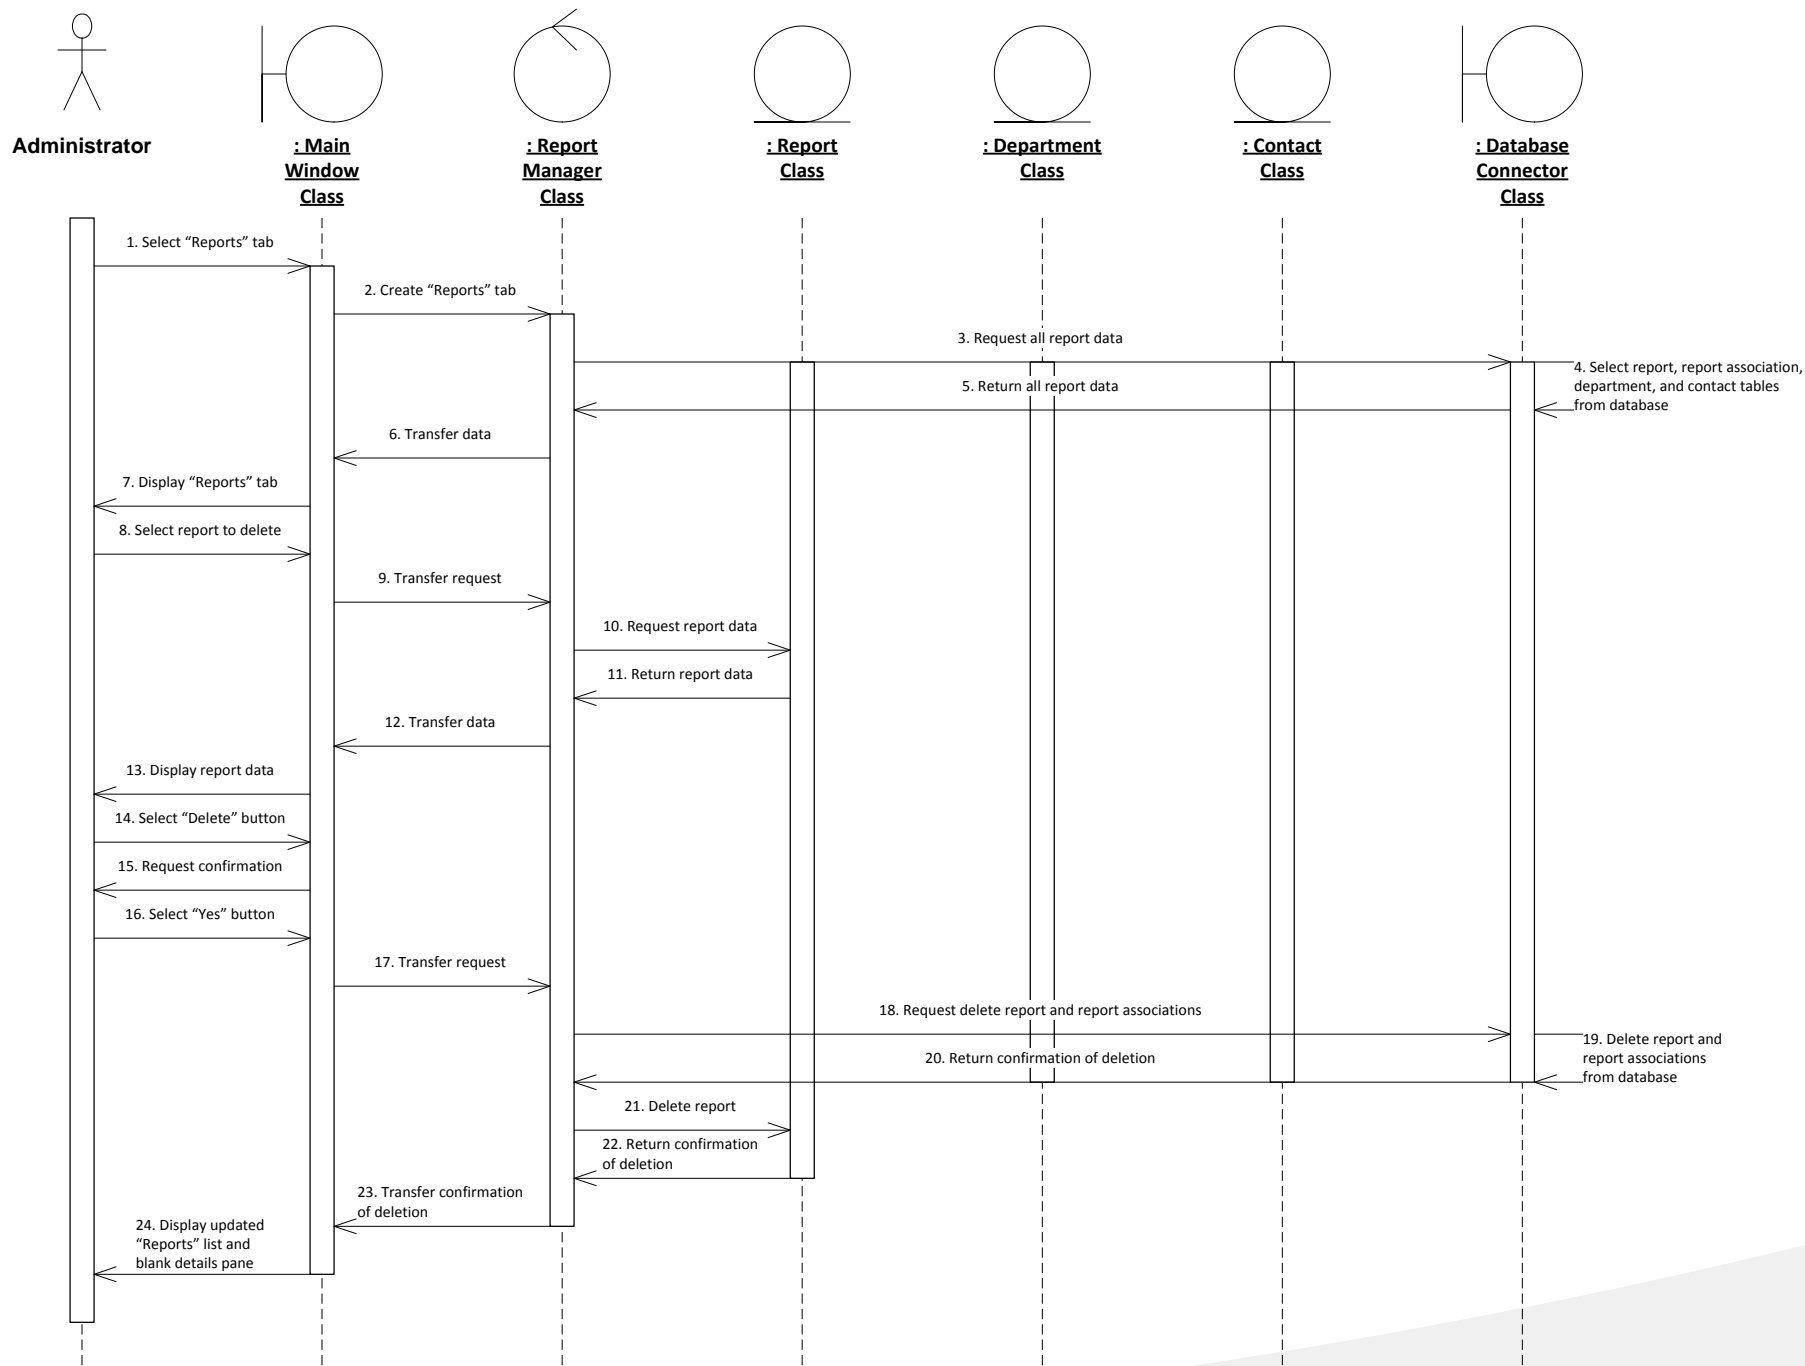 Administrator
: Main
Window
Class
: Report
Manager
Class
: Report
Class
: Department
Class
: Contact
Class
: Database
Connector
Class
1. Select “Reports” tab
2. Create “Reports” tab
3. Request all report data
4. Select report, report association,
department, and contact tables
from database
5. Return all report data
6. Transfer data
7. Display “Reports” tab
8. Select report to delete
9. Transfer request
10. Request report data
11. Return report data
12. Transfer data
13. Display report data
14. Select “Delete” button
15. Request confirmation
16. Select “Yes” button
17. Transfer request
18. Request delete report and report associations
19. Delete report and
report associations
from database
20. Return confirmation of deletion
21. Delete report
22. Return confirmation
of deletion
23. Transfer confirmation
of deletion
24. Display updated
“Reports” list and
blank details pane